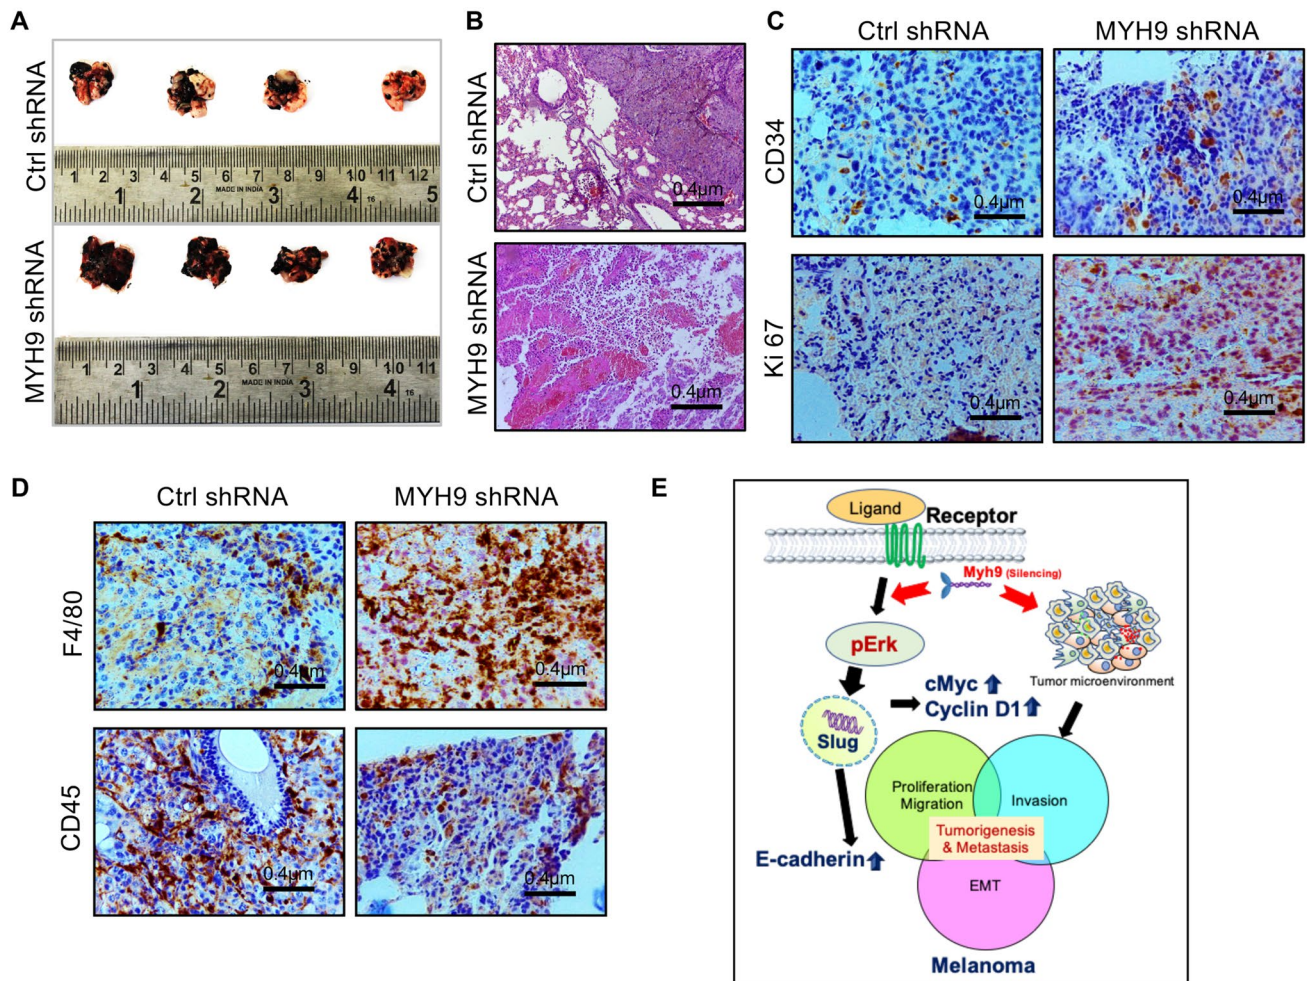 A
Ctrl shRNA
1 2 3 4 5 6 7 8 9 10 11 12
MADE IN INDIA
1 2 3 4 16 5
MYH9 shRNA
1 2 3 4 5 6 7 8 9 10 11
MADE IN INDIA
1 2 3 4 16
B
Ctrl shRNA
0.4µm
MYH9 shRNA
0.4µm
C
Ctrl shRNA
MYH9 shRNA
CD34
0.4µm
0.4µm
Ki 67
0.4µm
0.4µm
D
Ctrl shRNA
MYH9 shRNA
F4/80
0.4µm
0.4µm
CD45
0.4µm
0.4µm
E
Ligand
Receptor
Myh9 (Silencing)
pErk
Tumor microenvironment
cMyc
Cyclin D1
Slug
Proliferation
Migration
Invasion
Tumorigenesis
& Metastasis
E-cadherin
EMT
Melanoma